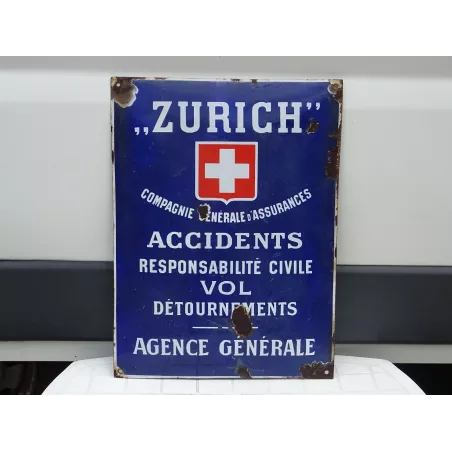 „ZURICH”
COMPAGNIE GÉNÉRALE D'ASSURANCES
ACCIDENTS
RESPONSABILITÉ CIVILE
VOL
DÉTOURNEMENTS
AGENCE GÉNÉRALE